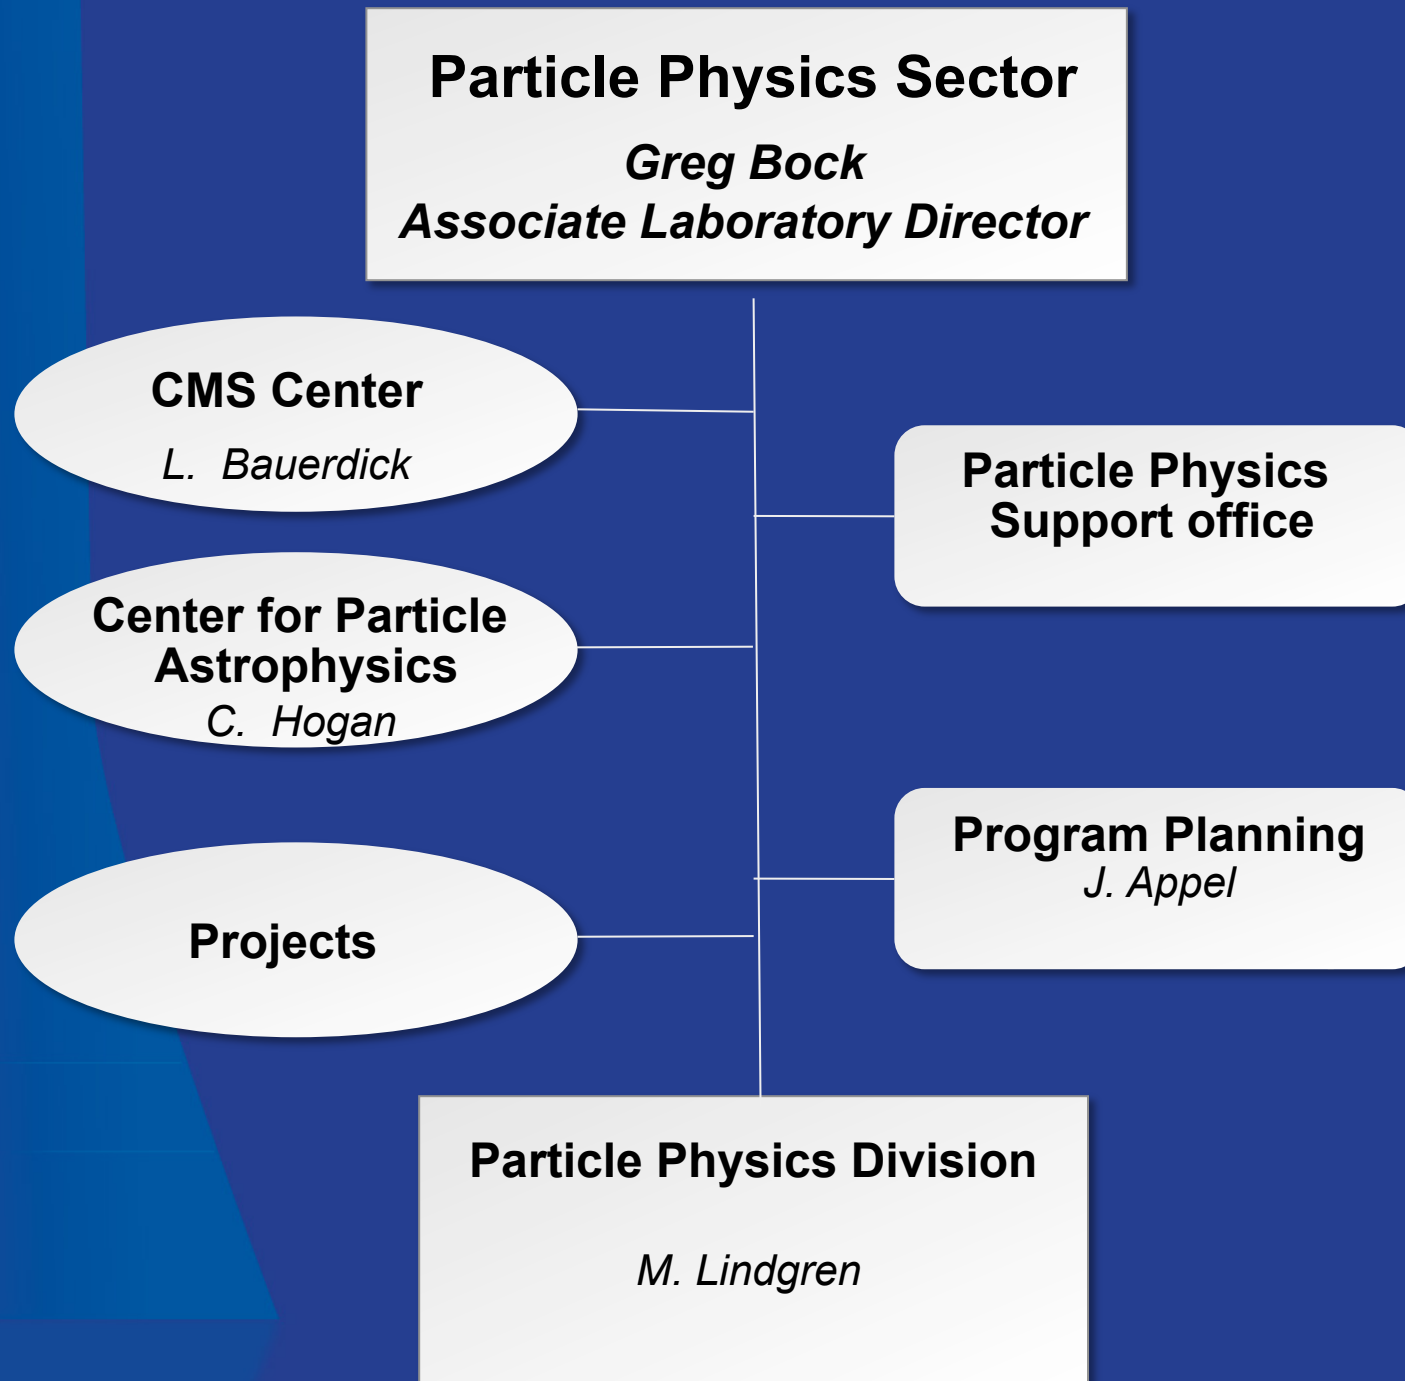 Particle Physics Sector
Greg Bock
Associate Laboratory Director
CMS Center
L. Bauerdick
Particle Physics
Support office
Center for Particle
Astrophysics
C. Hogan
Program Planning
J. Appel
Projects
Particle Physics Division
M. Lindgren